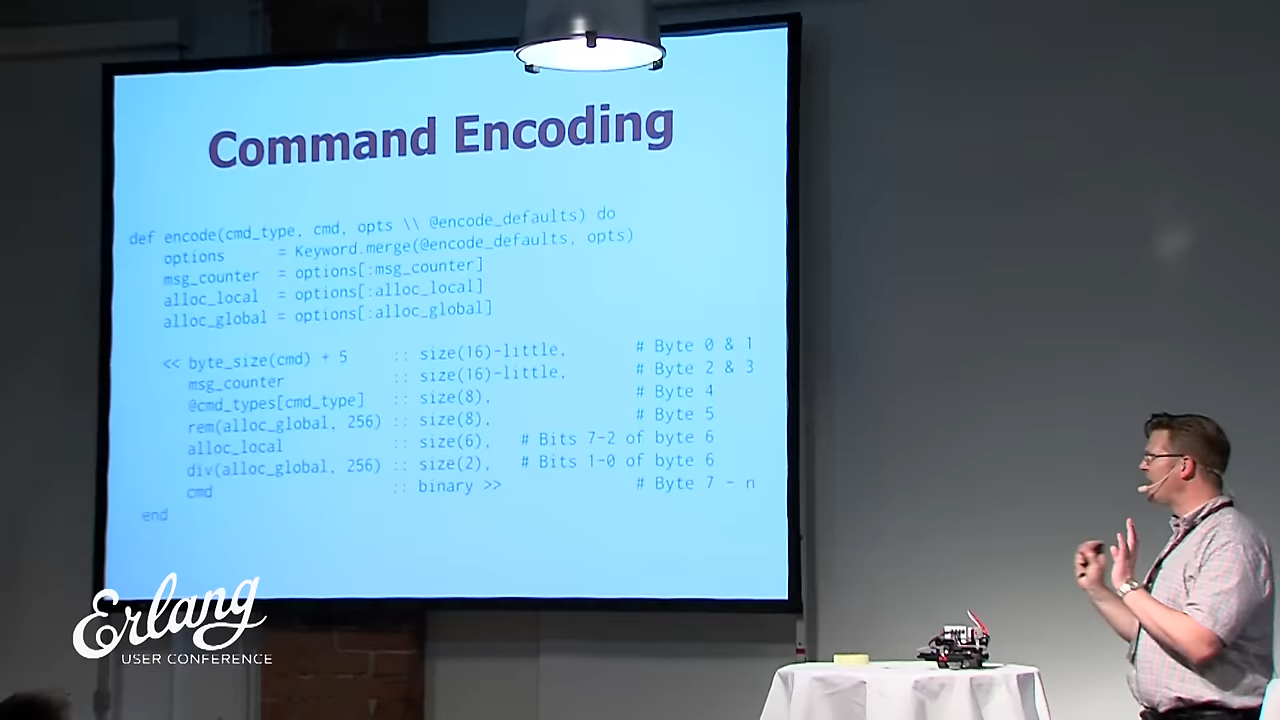 Command Encoding
def encode(cmd_type, cmd, opts \\ @encode_defaults) do
options = Keyword.merge(@encode_defaults, opts)
msg_counter = options[:msg_counter]
alloc_local = options[:alloc_local]
alloc_global = options[:alloc_global]
<< byte_size(cmd) + 5 :: size(16)-little, # Byte 0 & 1
msg_counter :: size(16)-little, # Byte 2 & 3
@cmd_types[cmd_type] :: size(8), # Byte 4
rem(alloc_global, 256) :: size(8), # Byte 5
alloc_local :: size(6), # Bits 7-2 of byte 6
div(alloc_global, 256) :: size(2), # Bits 1-0 of byte 6
cmd :: binary >> # Byte 7 - n
end
Erlang
USER CONFERENCE